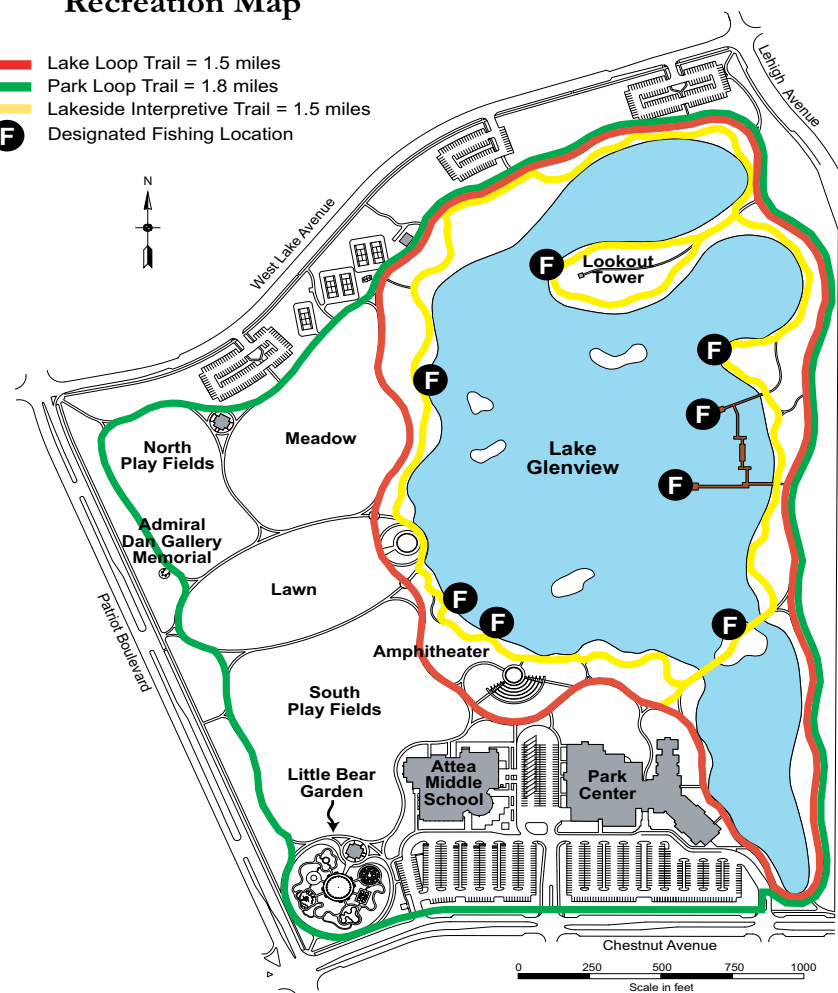 Recreation Map
Lake Loop Trail = 1.5 miles
Park Loop Trail = 1.8 miles
Lakeside Interpretive Trail = 1.5 miles
F Designated Fishing Location
N
Lehigh Avenue
West Lake Avenue
F
Lookout
Tower
F
F
F
F
Lake
Glenview
Meadow
North
Play Fields
Admiral
Dan Gallery
Memorial
Lawn
Patriot Boulevard
F
F
F
Amphitheater
South
Play Fields
Little Bear
Garden
Attea
Middle
School
Park
Center
Chestnut Avenue
0 250 500 750 1000
Scale in feet